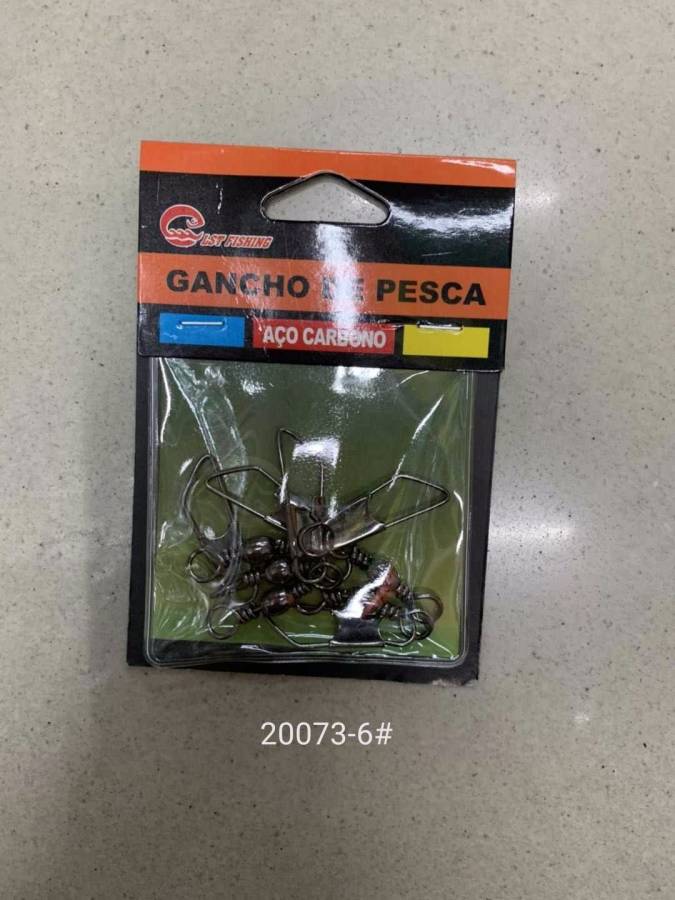 LST FISHING
GANCHO DE PESCA
AÇO CARBONO
20073-6#